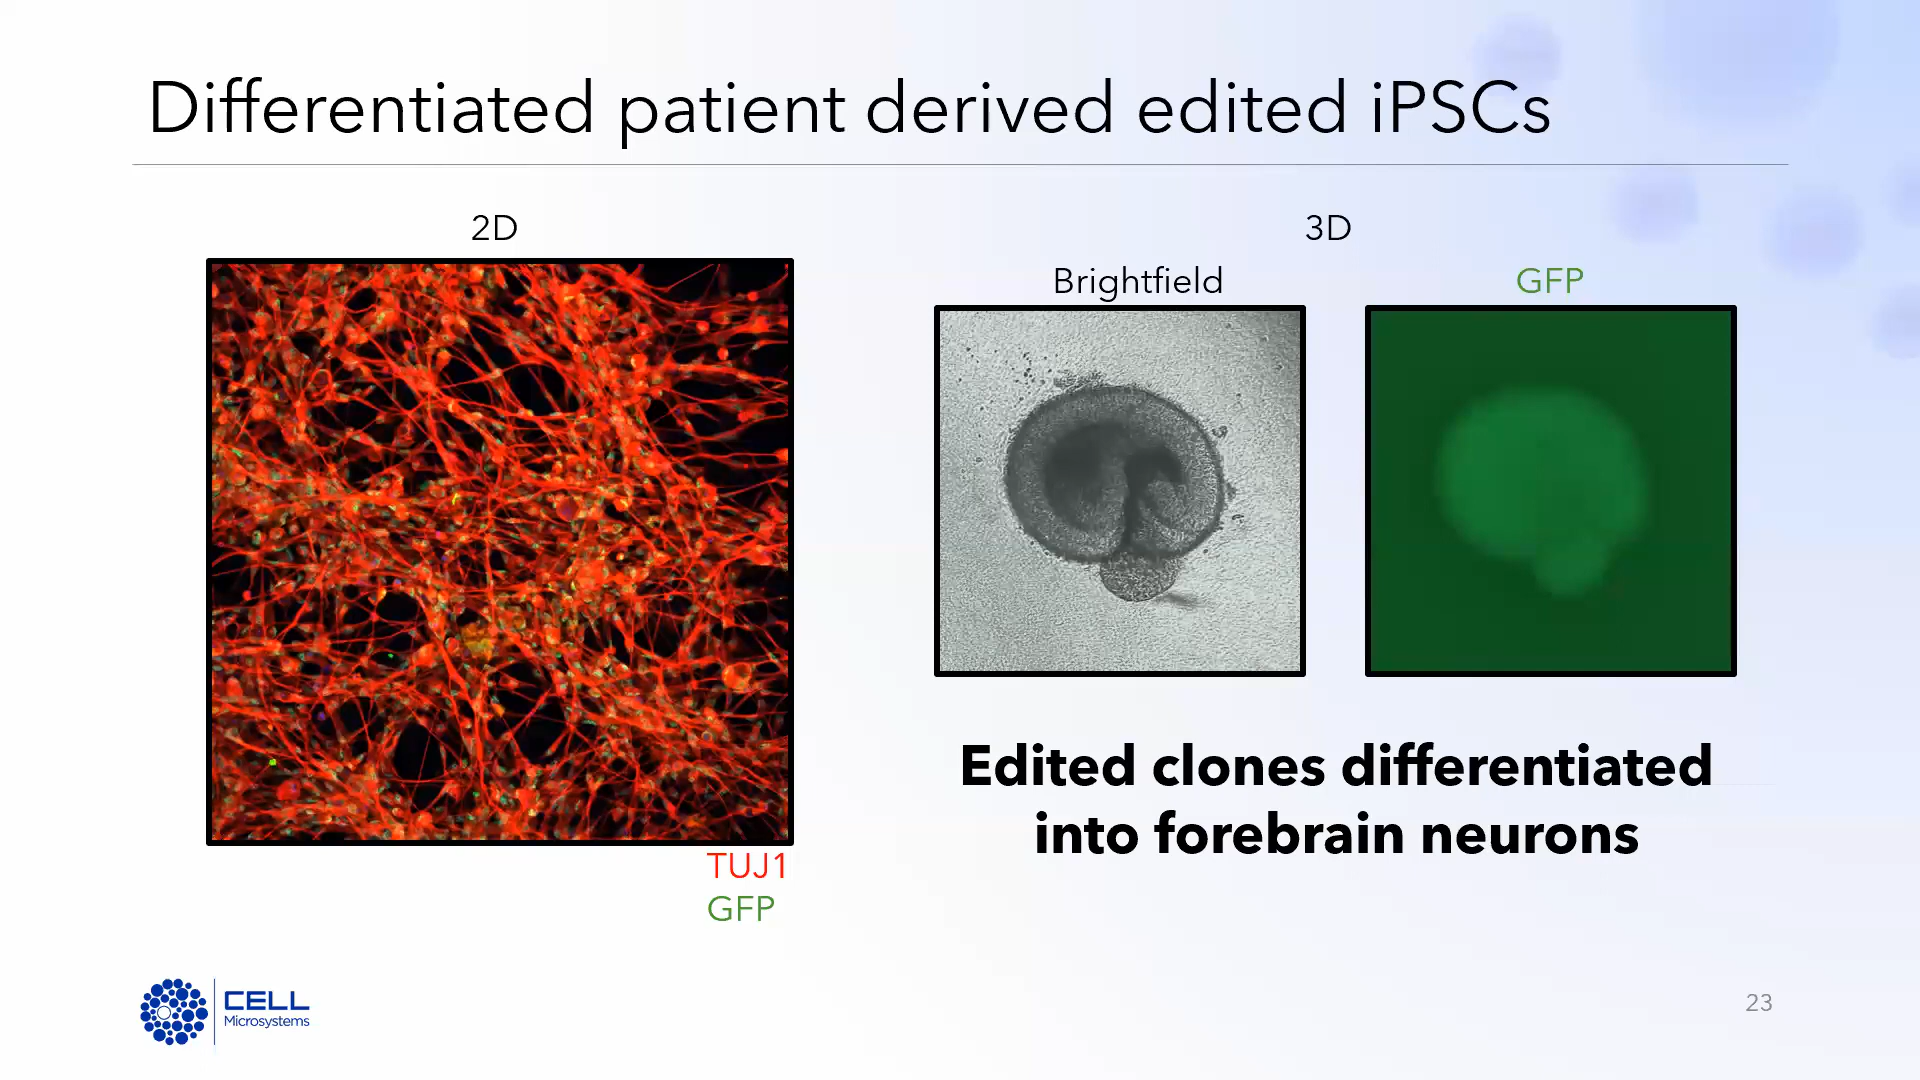 Differentiated patient derived edited iPSCs
2D
3D
Brightfield
GFP
TUJ1
GFP
Edited clones differentiated
into forebrain neurons
CELL
Microsystems
23